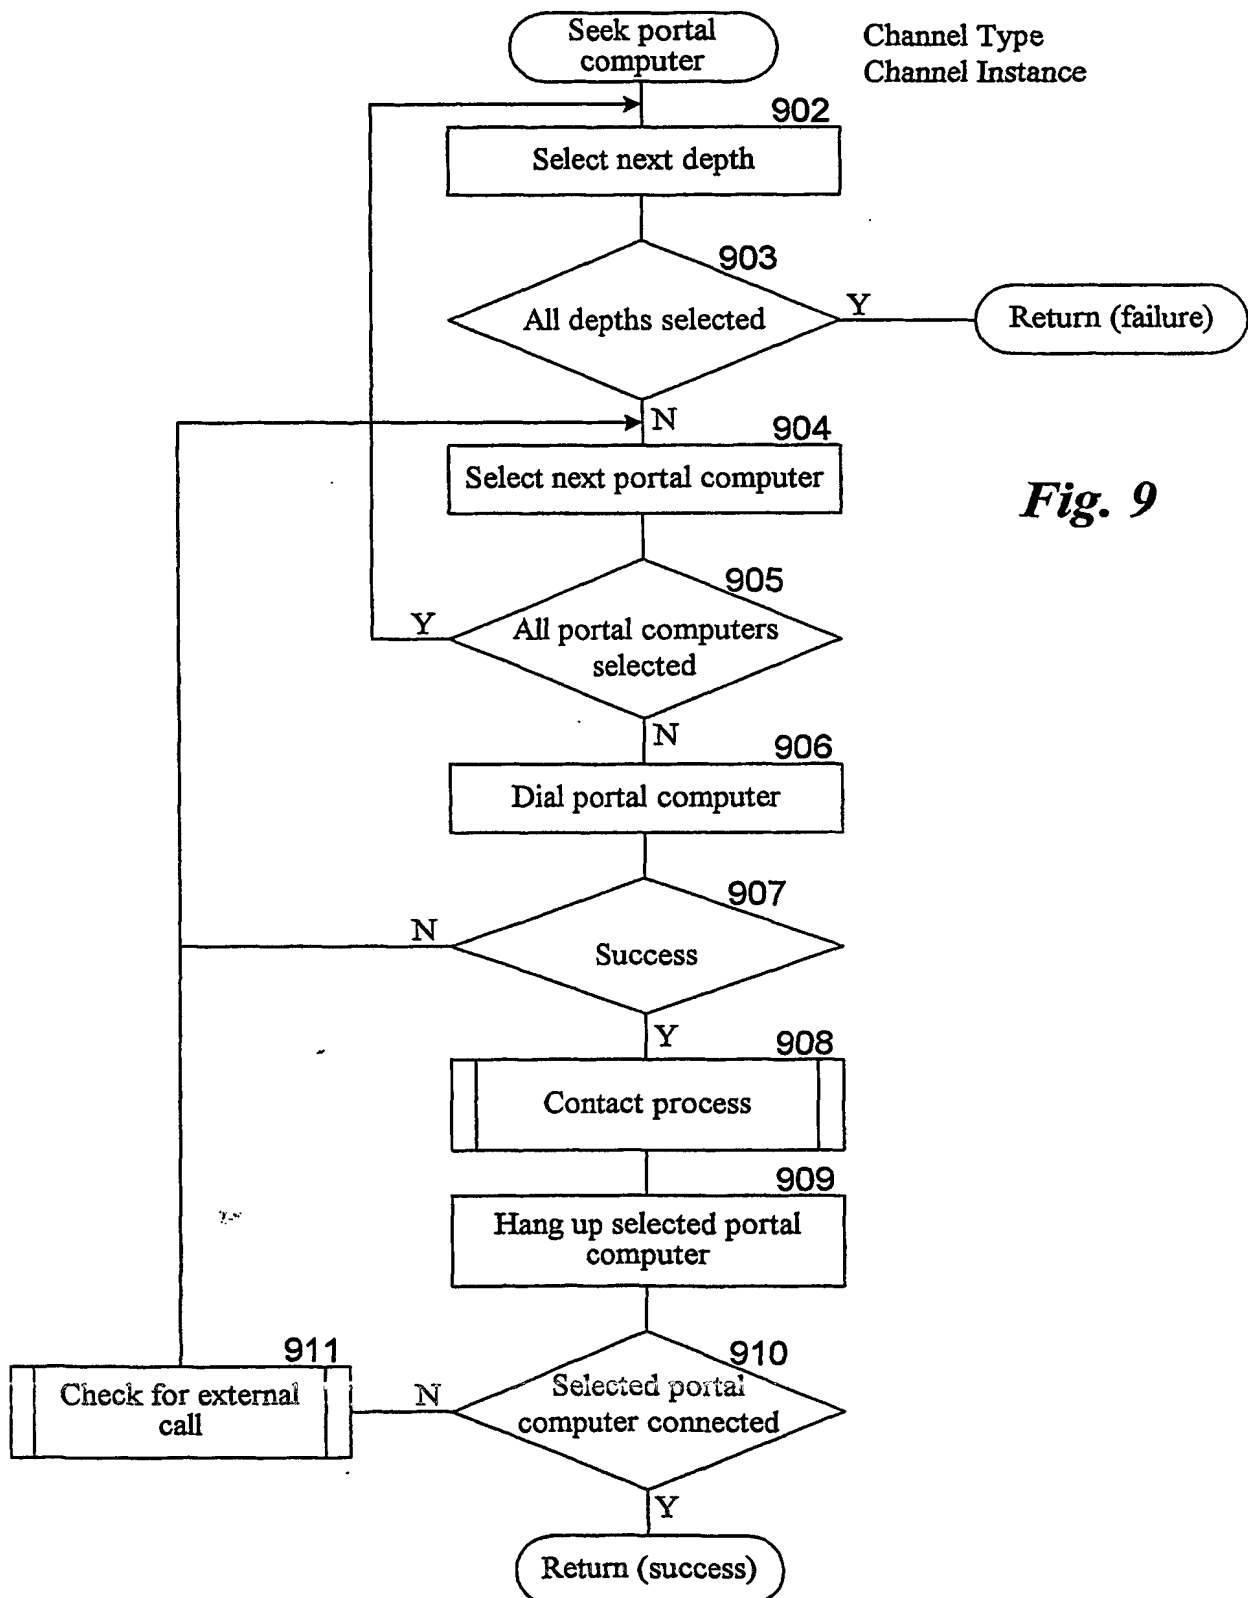 Seek portal
computer
Channel Type
Channel Instance
902
Select next depth
903
All depths selected
Y
Return (failure)
N
904
Select next portal computer
Fig. 9
905
All portal computers
selected
Y
N
906
Dial portal computer
907
Success
N
Y
908
Contact process
909
Hang up selected portal
computer
910
Selected portal
computer connected
N
911
Check for external
call
Y
Return (success)